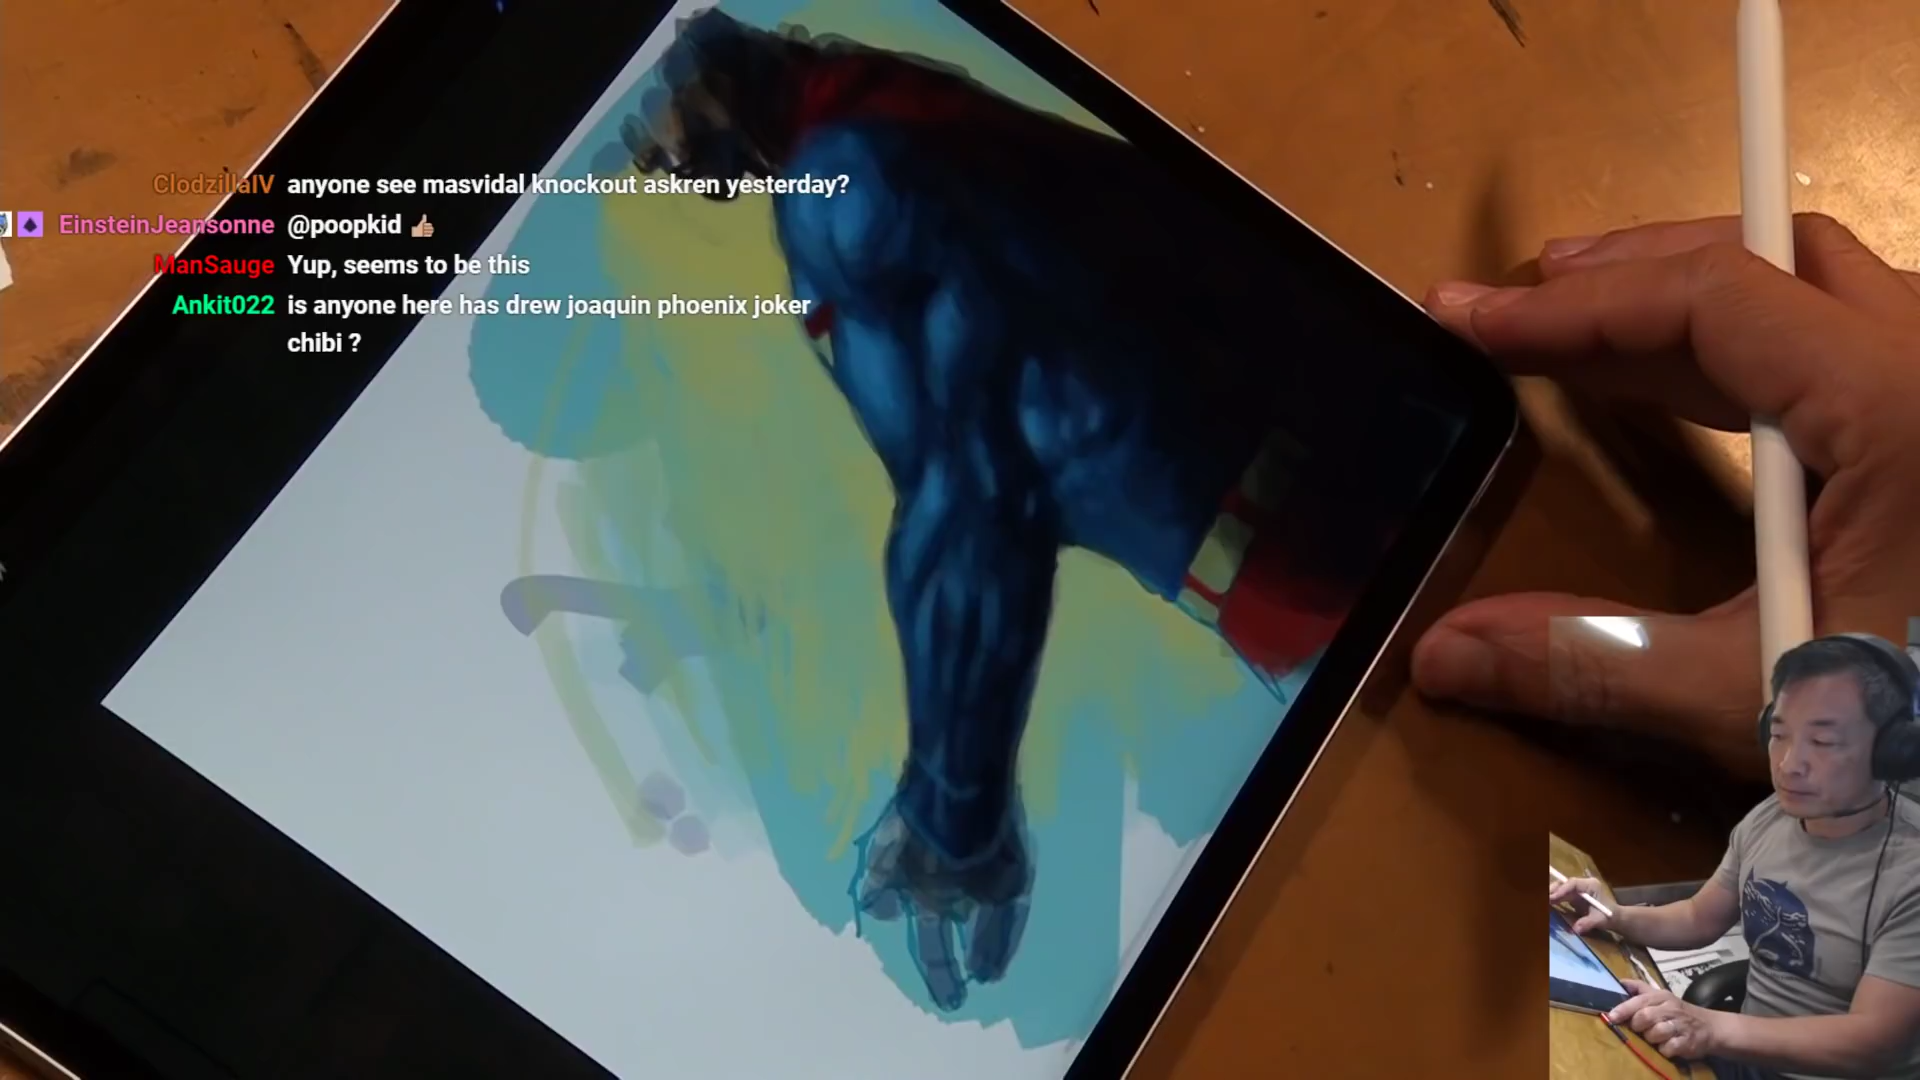 ClodzillaIV anyone see masvidal knockout askren yesterday?
EinsteinJeansonne @poopkid 👍🏼
ManSauge Yup, seems to be this
Ankit022 is anyone here has drew joaquin phoenix joker
chibi ?